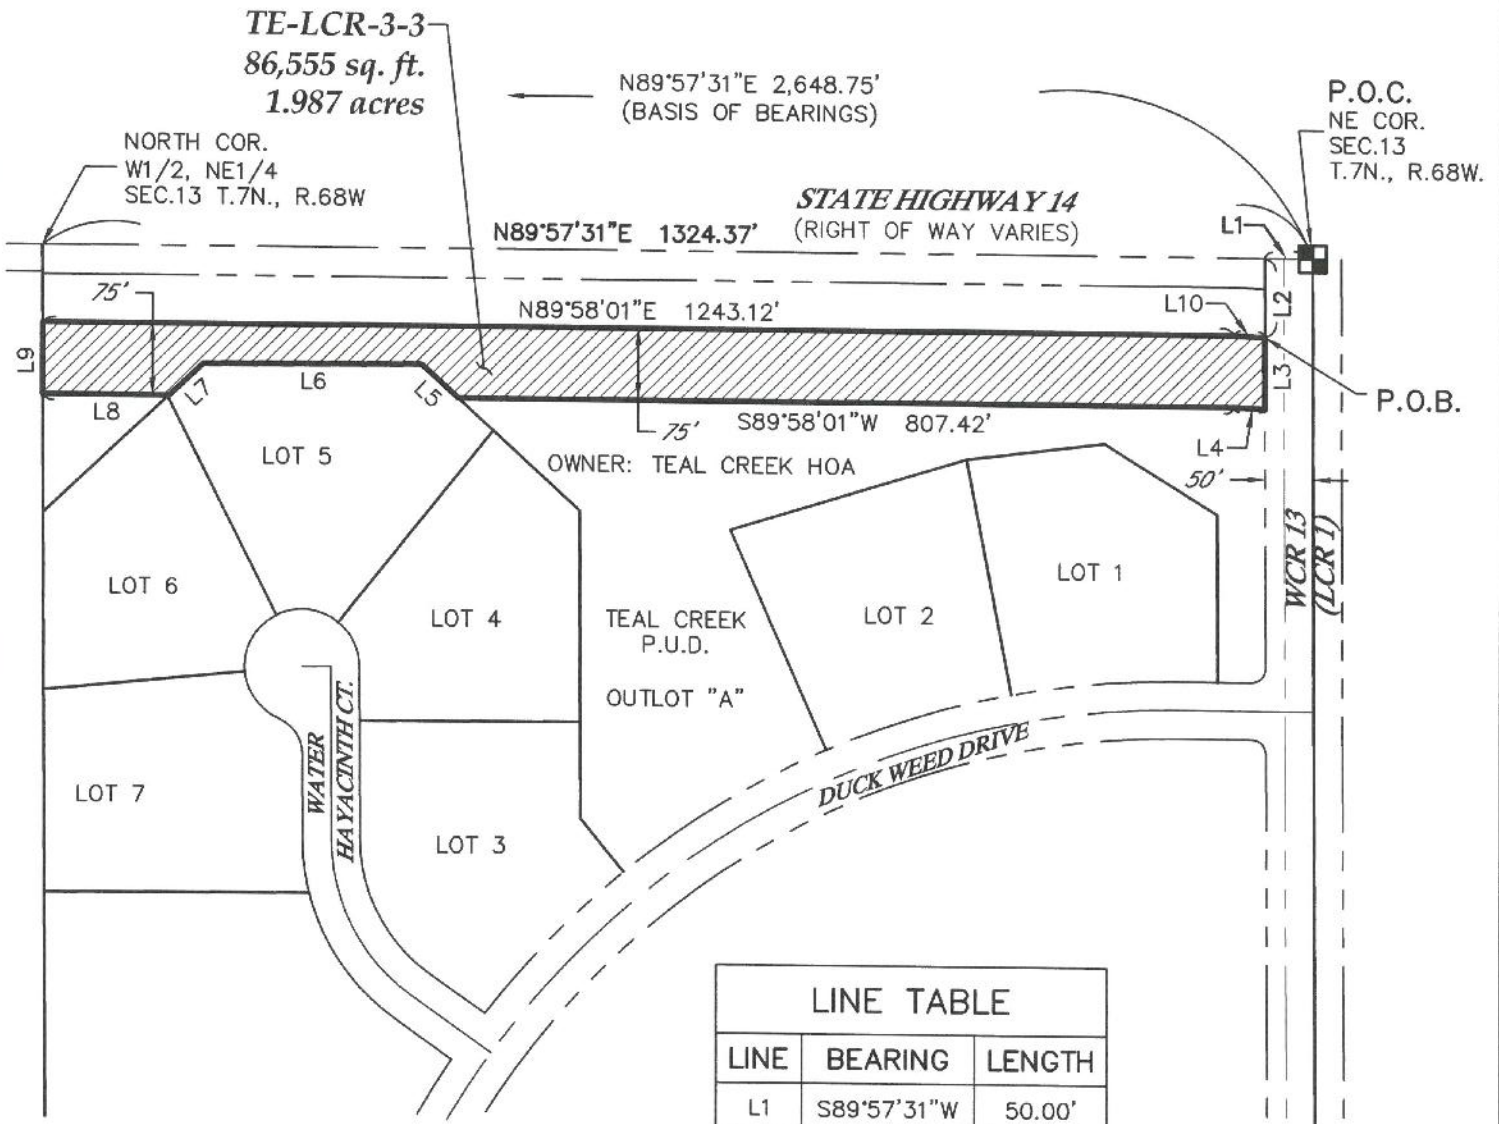 TE-LCR-3-3
86,555 sq. ft.
1.987 acres
N89°57'31"E 2,648.75'
(BASIS OF BEARINGS)
P.O.C.
NE COR.
SEC.13
T.7N., R.68W.
NORTH COR.
W1/2, NE1/4
SEC.13 T.7N., R.68W
STATE HIGHWAY 14
(RIGHT OF WAY VARIES)
N89°57'31"E 1324.37'
L1
75'
N89°58'01"E 1243.12'
L10
L2
L9
L8
L7
L6
L5
L3
P.O.B.
75'
S89°58'01"W 807.42'
L4
50'
OWNER: TEAL CREEK HOA
LOT 5
LOT 6
LOT 4
LOT 2
LOT 1
WCR 13
(LCR 1)
TEAL CREEK
P.U.D.
OUTLOT "A"
WATER
HAYACINTH CT.
DUCK WEED DRIVE
LOT 7
LOT 3
LINE TABLE
LINE BEARING LENGTH
L1 S89°57'31"W 50.00'